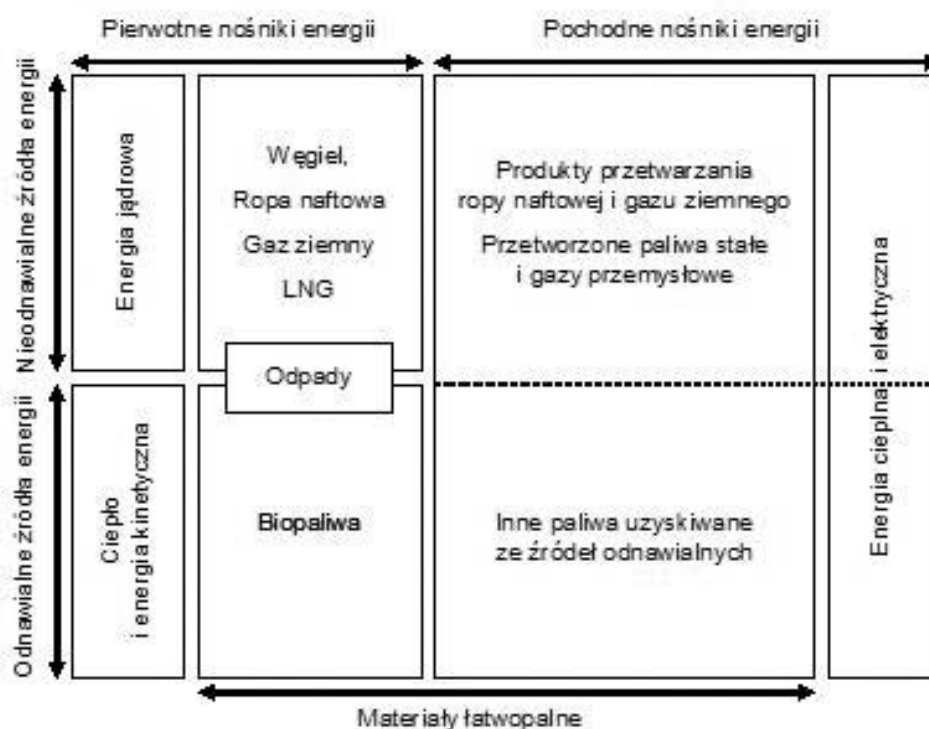 Pierwotne nośniki energii
Pochodne nośniki energii
Nieodnawialne źródła energii
Energia jądrowa
Węgiel,
Ropa naftowa
Gaz ziemny
LNG
Produkty przetwarzania
ropy naftowej i gazu ziemnego
Przetworzone paliwa stałe
i gazy przemysłowe
Energia cieplna i elektryczna
Odpady
Odnawialne źródła energii
Ciepło
i energia kinetyczna
Biopaliwa
Inne paliwa uzyskiwane
ze źródeł odnawialnych
Materiały łatwopalne